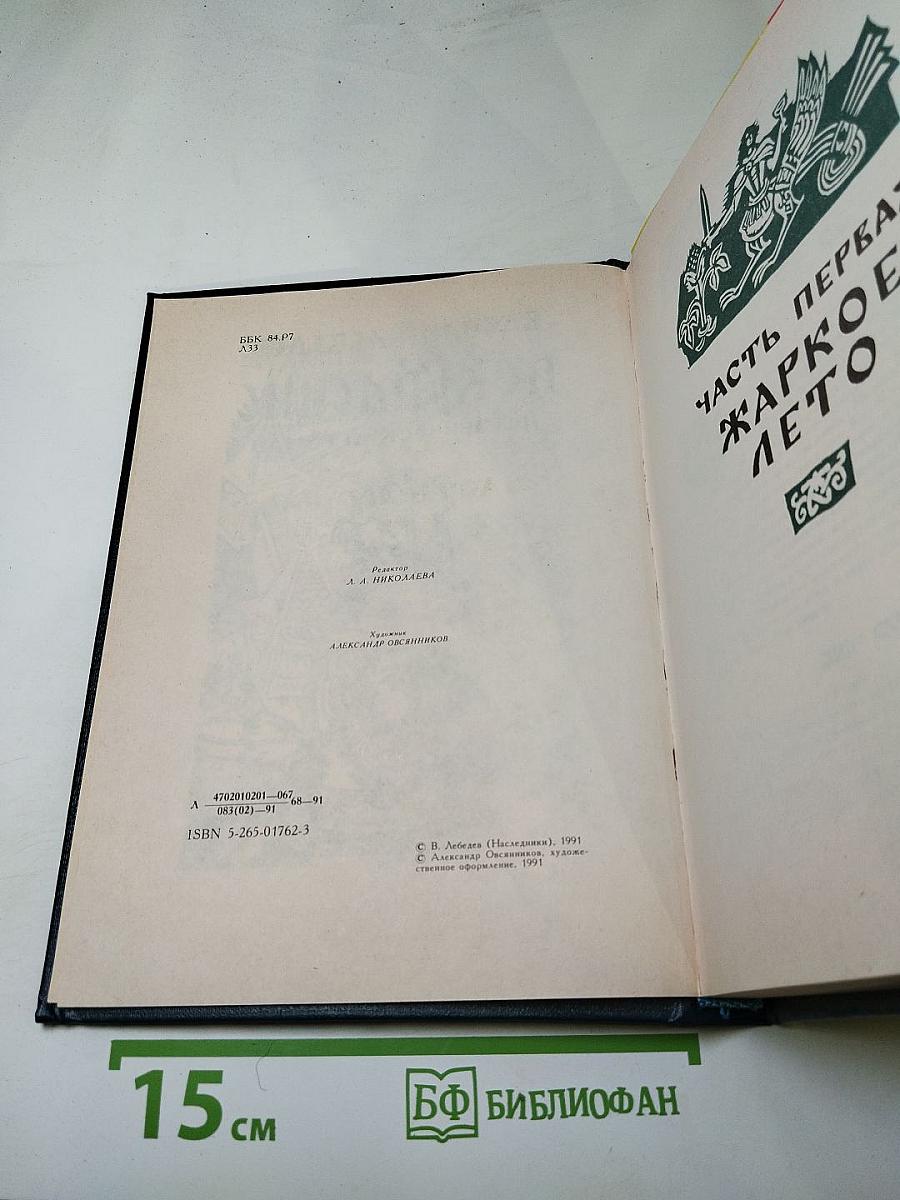 ББК 84.Р7
Л33
Редактор
Л. А. НИКОЛАЕВА
Художник
АЛЕКСАНДР ОВСЯННИКОВ
Л 4702010201—067 68—91
083(02)—91
ISBN 5-265-01762-3
© В. Лебедев (Наследники), 1991
© Александр Овсянников, художе-
ственное оформление, 1991
ЧАСТЬ ПЕРВАЯ
ЖАРКОЕ
ЛЕТО
15 см
БФ БИБЛИОФАН